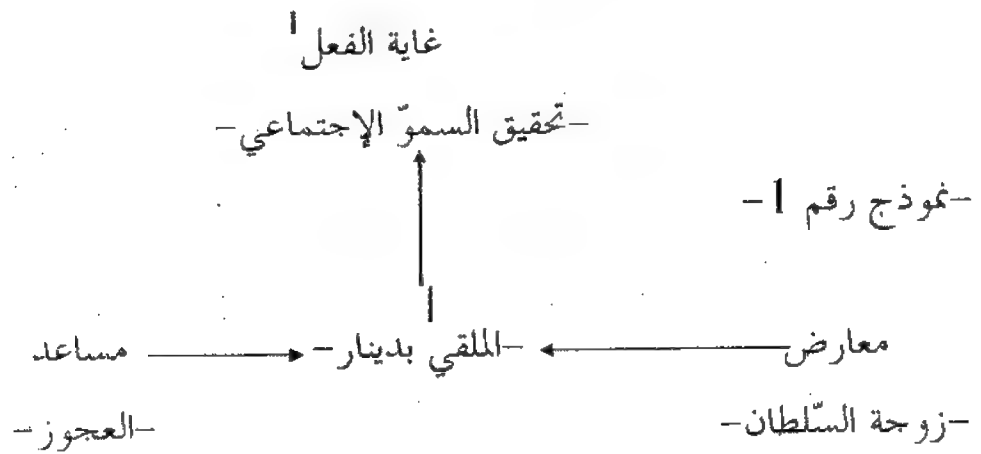 غاية الفعل1
-تحقيق السموّ الإجتماعي-
-نموذج رقم 1-
معارض -الملقي بدينار- مساعد
-زوجة السّلطان- -العجوز-